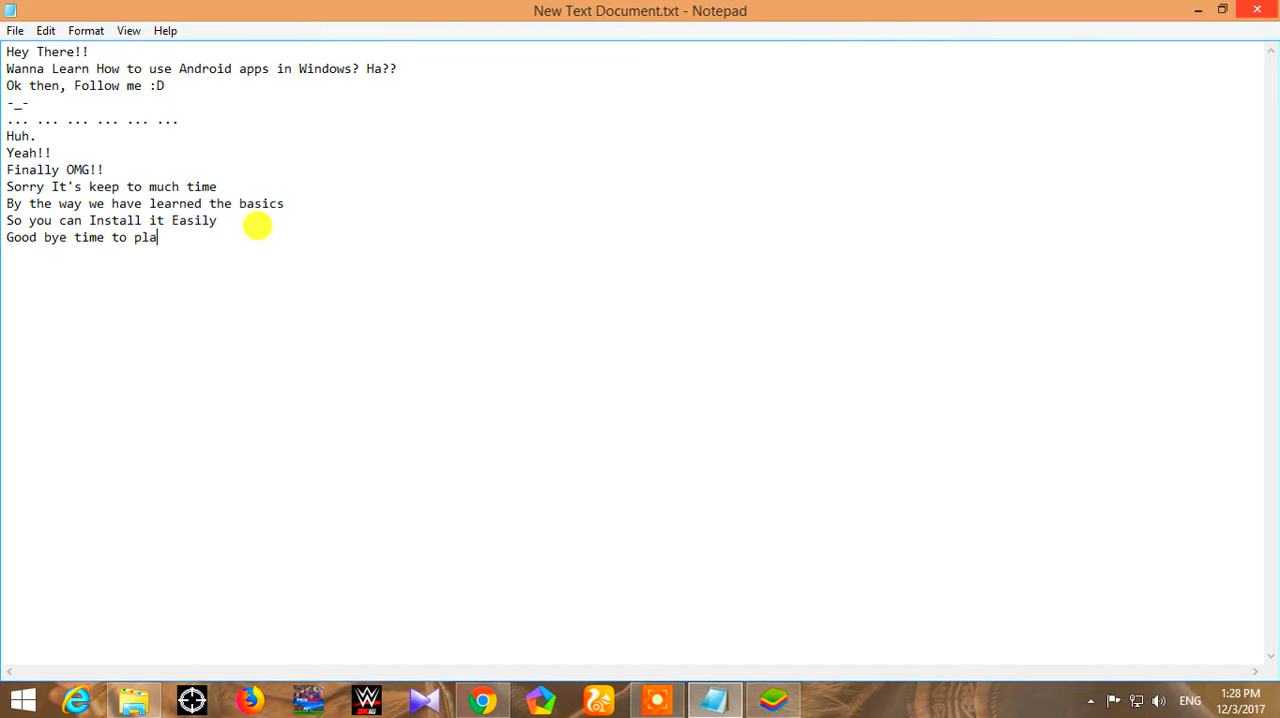 New Text Document.txt - Notepad
File Edit Format View Help
Hey There!!
Wanna Learn How to use Android apps in Windows? Ha??
Ok then, Follow me :D
-_-
... ... ... ... ... ...
Huh.
Yeah!!
Finally OMG!!
Sorry It's keep to much time
By the way we have learned the basics
So you can Install it Easily
Good bye time to pla
W
2K16
ENG
1:28 PM
12/3/2017